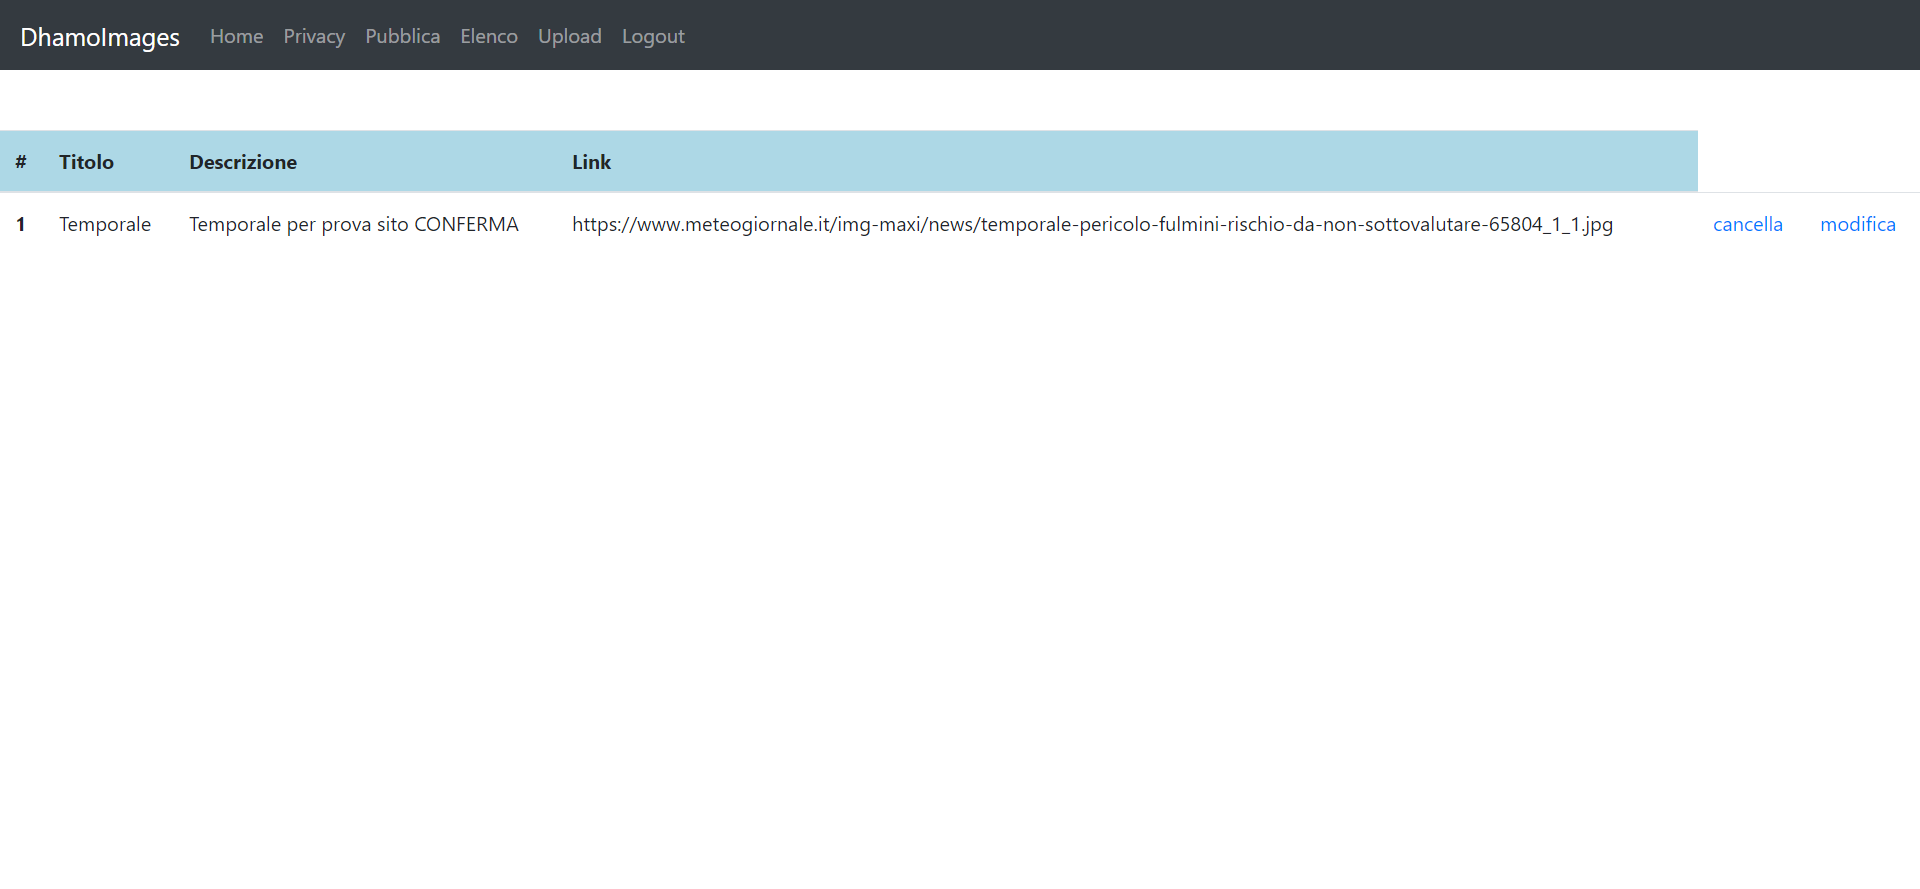 DhamoImages Home Privacy Pubblica Elenco Upload Logout
# Titolo Descrizione Link
1 Temporale Temporale per prova sito CONFERMA https://www.meteogiornale.it/img-maxi/news/temporale-pericolo-fulmini-rischio-da-non-sottovalutare-65804_1_1.jpg cancella modifica